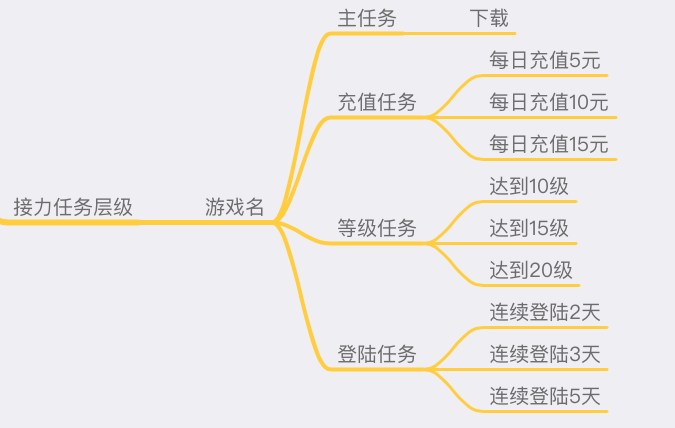 接力任务层级
游戏名
主任务
下载
充值任务
每日充值5元
每日充值10元
每日充值15元
等级任务
达到10级
达到15级
达到20级
登陆任务
连续登陆2天
连续登陆3天
连续登陆5天